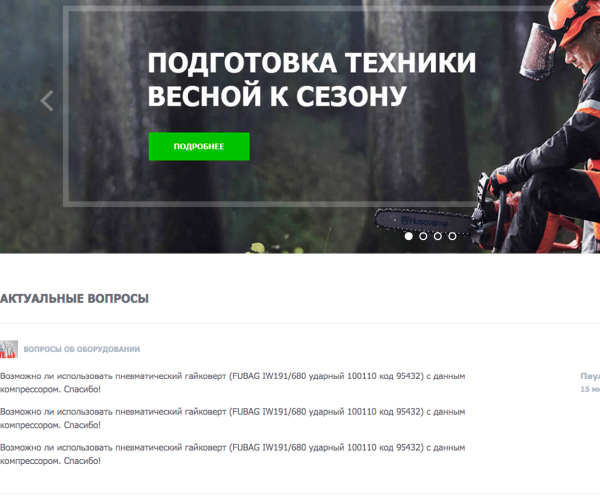 ПОДГОТОВКА ТЕХНИКИ
ВЕСНОЙ К СЕЗОНУ
ПОДРОБНЕЕ
Husqvarna
АКТУАЛЬНЫЕ ВОПРОСЫ
ВОПРОСЫ ОБ ОБОРУДОВАНИИ
Возможно ли использовать пневматический гайковерт (FUBAG IW191/680 ударный 100110 код 95432) с данным
компрессором. Спасибо!
15
Возможно ли использовать пневматический гайковерт (FUBAG IW191/680 ударный 100110 код 95432) с данным
компрессором. Спасибо!
Возможно ли использовать пневматический гайковерт (FUBAG IW191/680 ударный 100110 код 95432) с данным
компрессором. Спасибо!